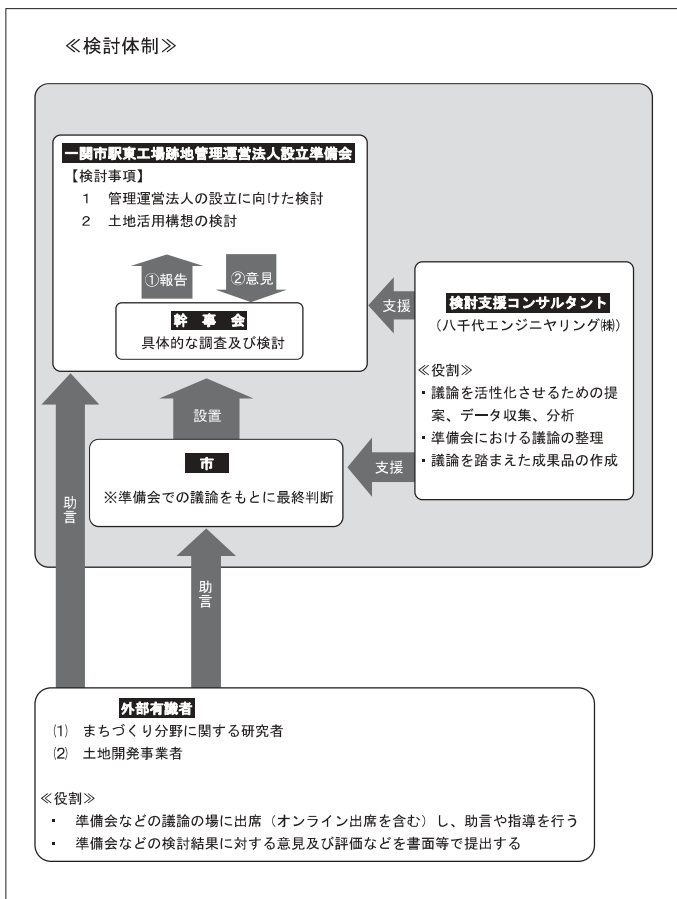 ≪検討体制≫
一関市駅東工場跡地管理運営法人設立準備会
【検討事項】
1 管理運営法人の設立に向けた検討
2 土地活用構想の検討
①報告
②意見
幹 事 会
具体的な調査及び検討
支援
検討支援コンサルタント
(八千代エンジニヤリング㈱)
≪役割≫
・議論を活性化させるための提
案、データ収集、分析
・準備会における議論の整理
・議論を踏まえた成果品の作成
設置
市
※準備会での議論をもとに最終判断
支援
助言
助言
外部有識者
⑴ まちづくり分野に関する研究者
⑵ 土地開発事業者
≪役割≫
・ 準備会などの議論の場に出席(オンライン出席を含む)し、助言や指導を行う
・ 準備会などの検討結果に対する意見及び評価などを書面等で提出する